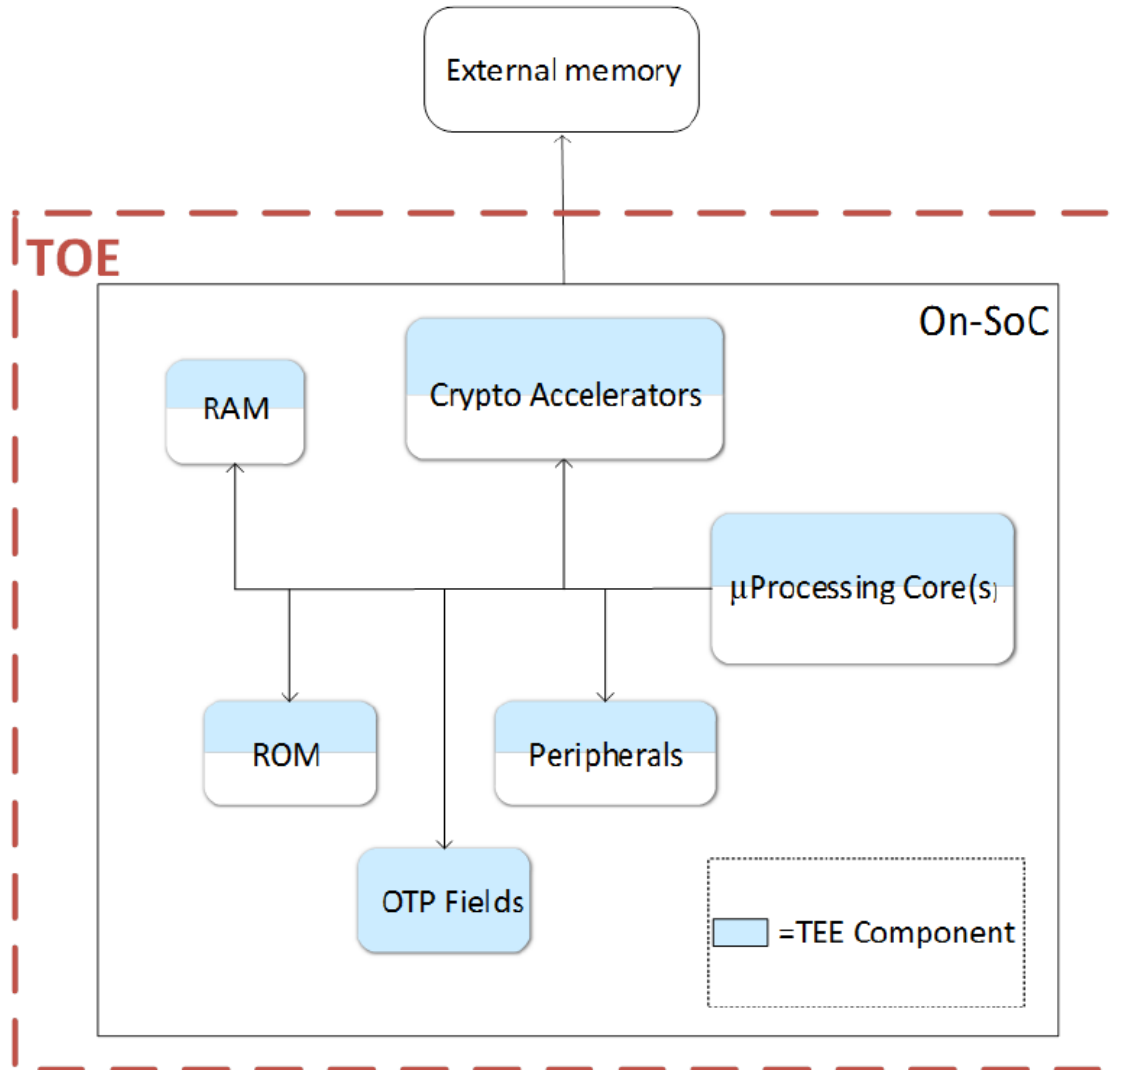 External memory
TOE
On-SoC
Crypto Accelerators
RAM
µProcessing Core(s)
ROM
Peripherals
OTP Fields
=TEE Component